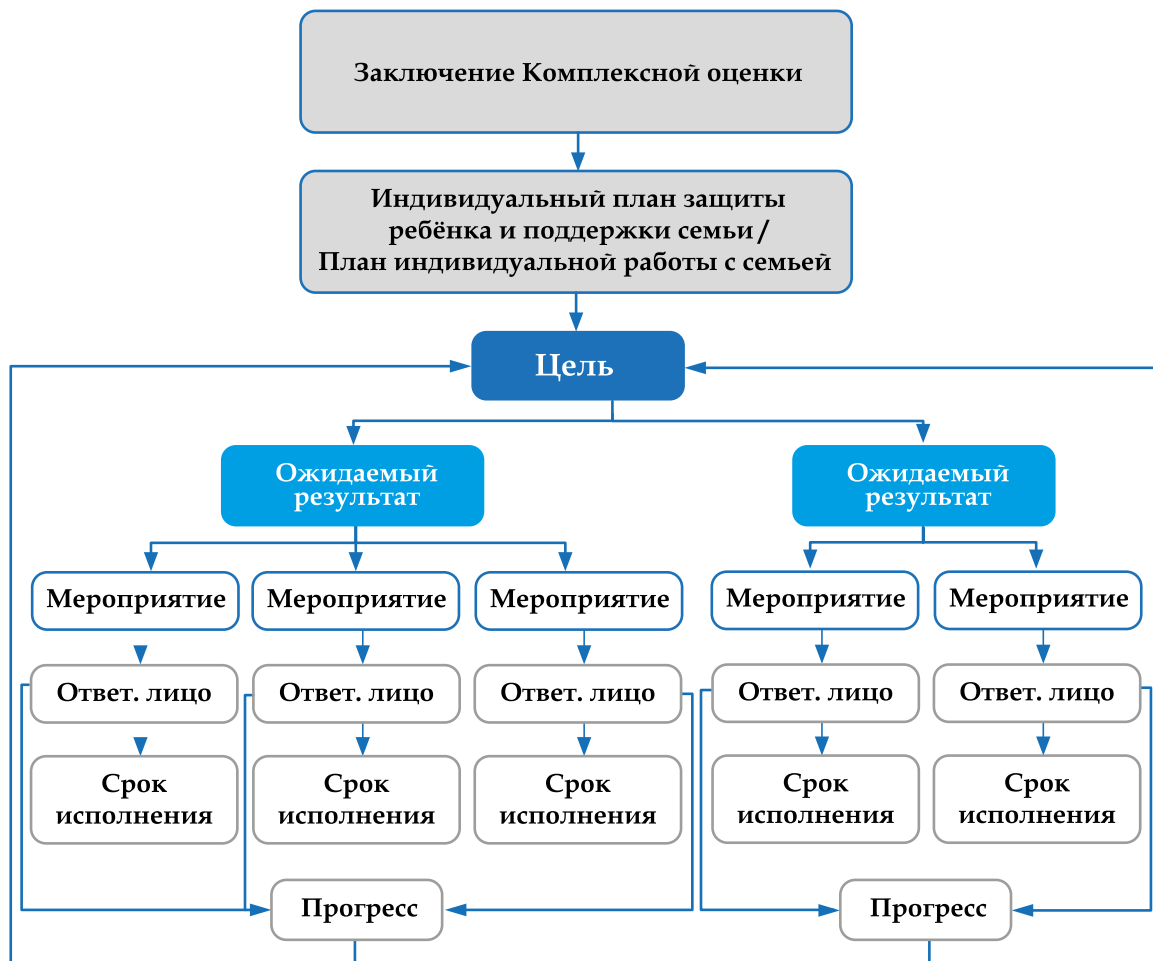 Заключение Комплексной оценки
Индивидуальный план защиты
ребёнка и поддержки семьи /
План индивидуальной работы с семьей
Цель
Ожидаемый
результат
Ожидаемый
результат
Мероприятие
Мероприятие
Мероприятие
Мероприятие
Мероприятие
Ответ. лицо
Ответ. лицо
Ответ. лицо
Ответ. лицо
Ответ. лицо
Срок
исполнения
Срок
исполнения
Срок
исполнения
Срок
исполнения
Срок
исполнения
Прогресс
Прогресс